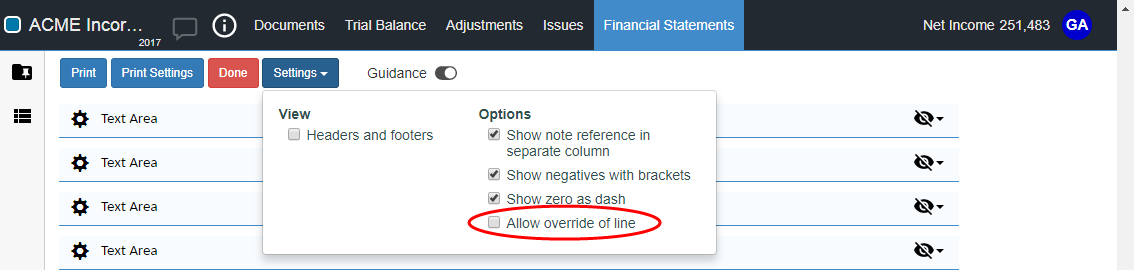 ACME Incor... Documents Trial Balance Adjustments Issues Financial Statements Net Income 251,483 GA
2017
Print Print Settings Done Settings Guidance
View
Headers and footers
Options
Show note reference in
separate column
Show negatives with brackets
Show zero as dash
Allow override of line
Text Area
Text Area
Text Area
Text Area